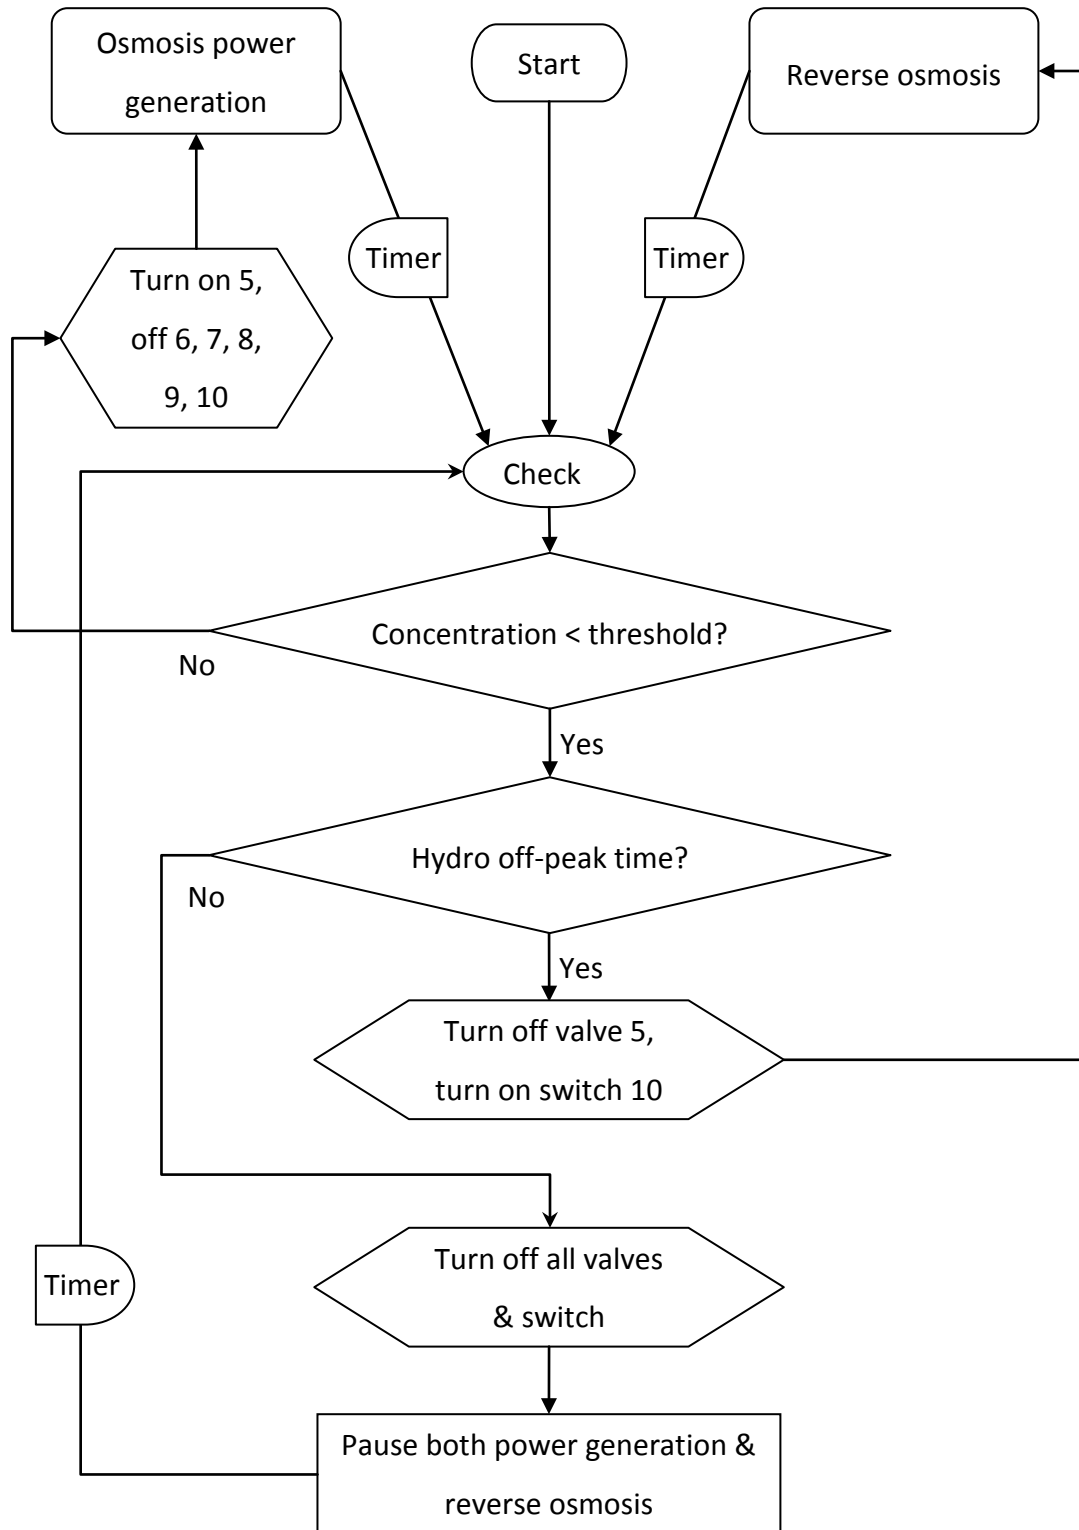 Osmosis power
generation
Start
Reverse osmosis
Timer
Timer
Turn on 5,
off 6, 7, 8,
9, 10
Check
Concentration < threshold?
No
Yes
Hydro off-peak time?
No
Yes
Turn off valve 5,
turn on switch 10
Turn off all valves
& switch
Timer
Pause both power generation &
reverse osmosis